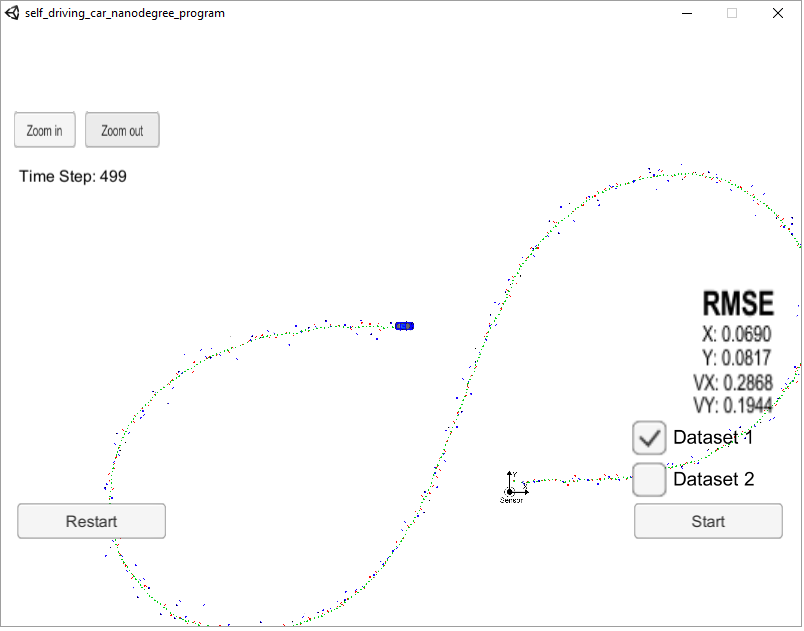 self_driving_car_nanodegree_program
Zoom in
Zoom out
Time Step: 499
RMSE
X: 0.0690
Y: 0.0817
VX: 0.2868
VY: 0.1944
Dataset 1
Dataset 2
Y
X
Sensor
Restart
Start